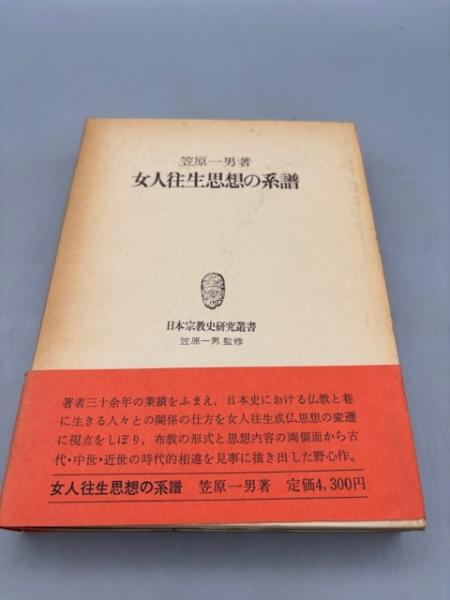 笠原一男著
女人往生思想の系譜
日本宗教史研究叢書
笠原一男監修
著者三十余年の業績をふまえ，日本史における仏教と巷
に生きる人々との関係の仕方を女人往生成仏思想の変遷
に視点をしぼり，布教の形式と思想内容の両側面から古
代・中世・近世の時代的相違を見事に描き出した野心作。
女人往生思想の系譜 笠原一男著 定価4,300円